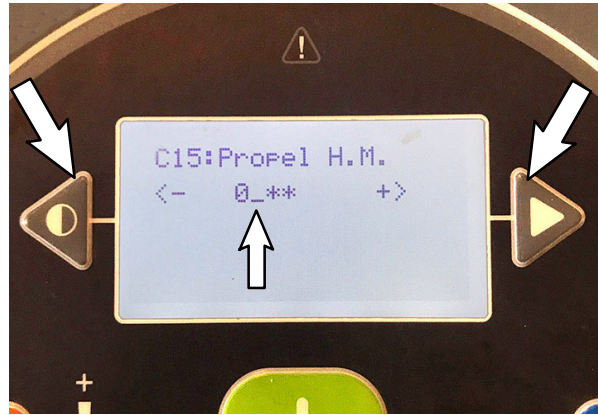 !
C15:Propel H.M.
<- 0_** +>
+